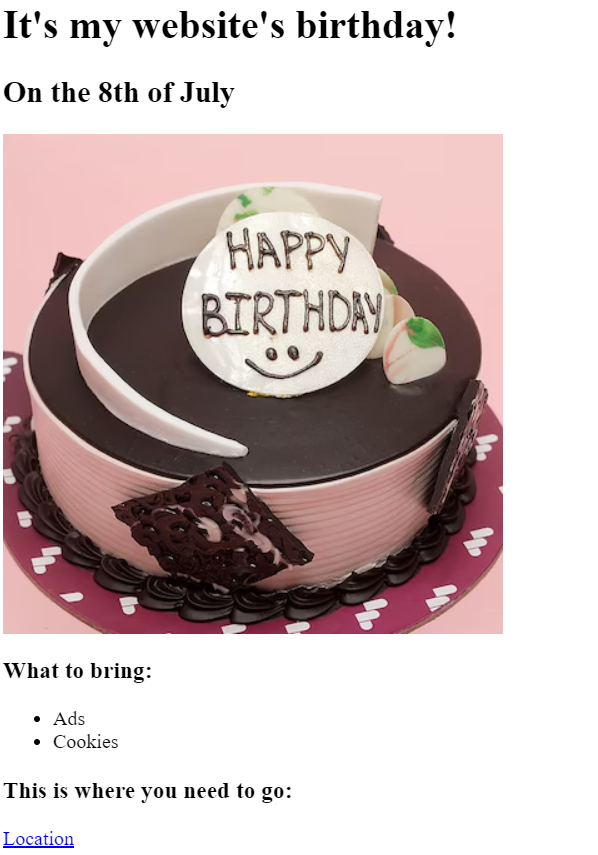 It's my website's birthday!
On the 8th of July
HAPPY
BIRTHDAY
What to bring:
Ads
Cookies
This is where you need to go:
Location